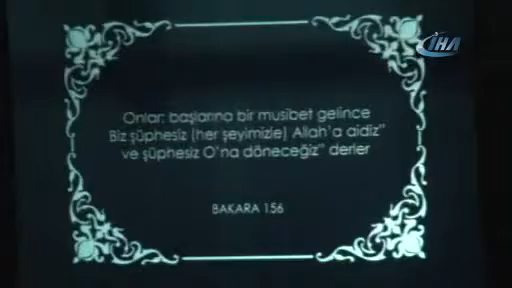 İHA
Onlar; başlarına bir musibet gelince
Biz şüphesiz (her şeyimizle) Allah'a aidiz"
ve şüphesiz O'na döneceğiz" derler
BAKARA 156